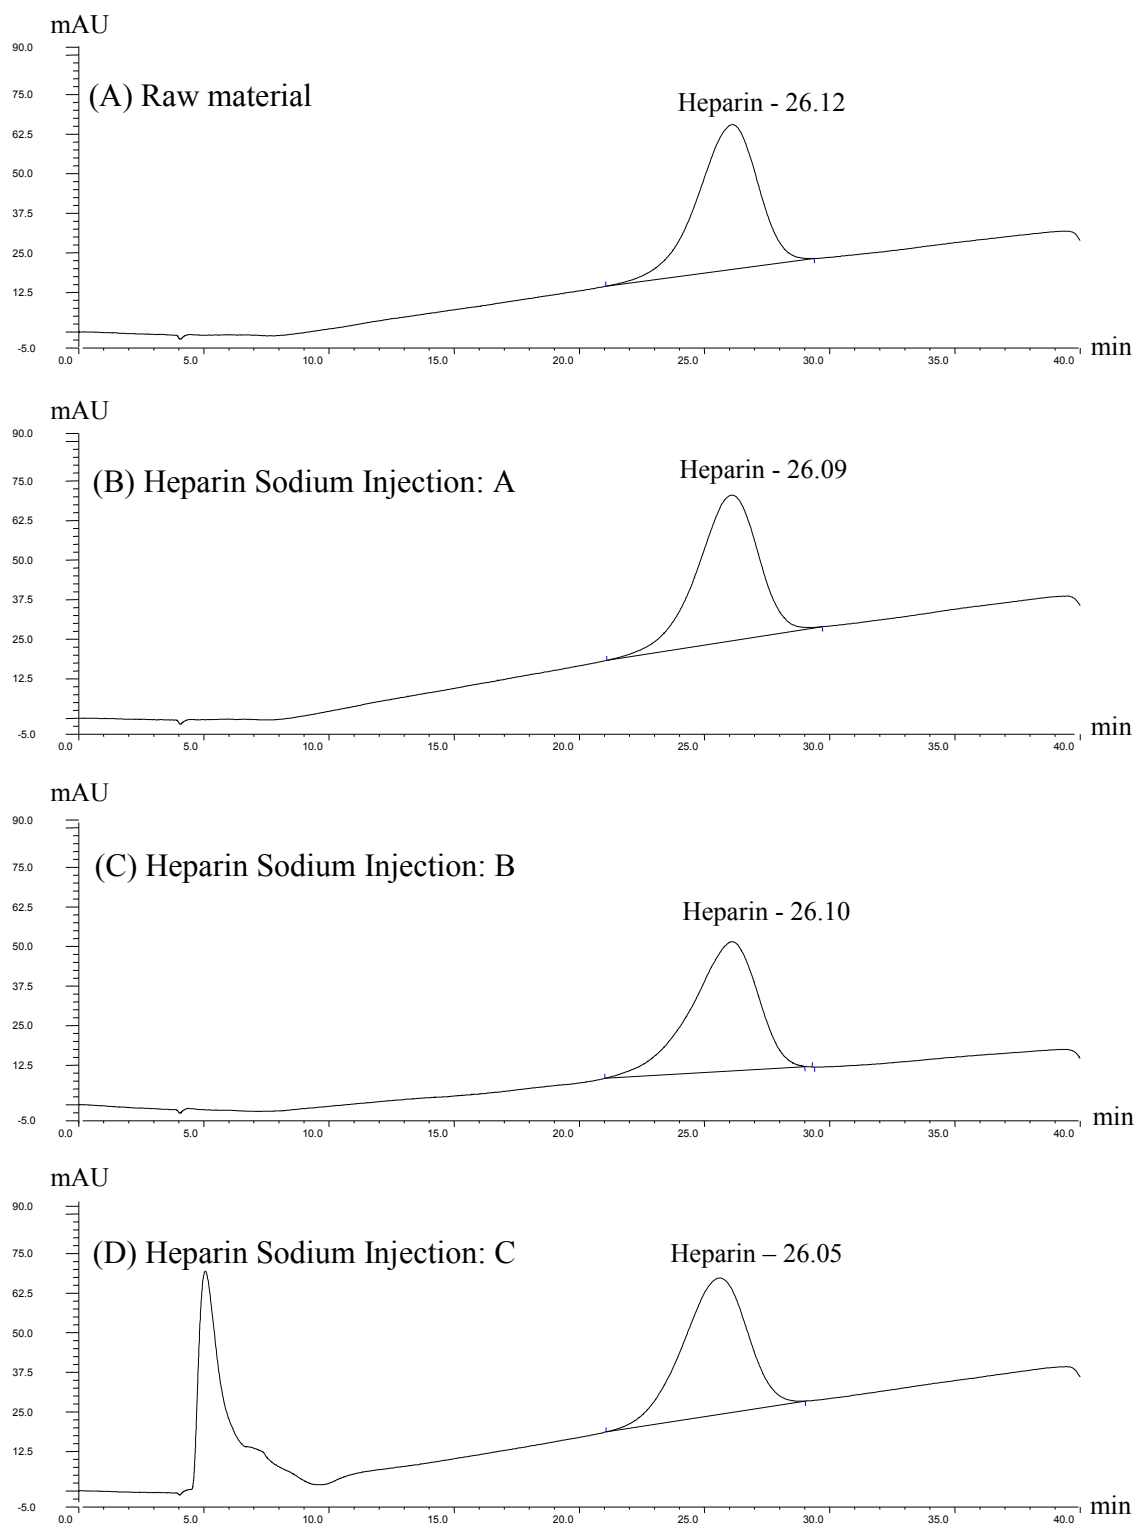 mAU
90.0
(A) Raw material
Heparin - 26.12
75.0
62.5
50.0
37.5
25.0
12.5
-5.0
min
0.0 5.0 10.0 15.0 20.0 25.0 30.0 35.0 40.0
mAU
90.0
(B) Heparin Sodium Injection: A
Heparin - 26.09
75.0
62.5
50.0
37.5
25.0
12.5
-5.0
min
0.0 5.0 10.0 15.0 20.0 25.0 30.0 35.0 40.0
mAU
90.0
(C) Heparin Sodium Injection: B
75.0
Heparin - 26.10
62.5
50.0
37.5
25.0
12.5
-5.0
min
0.0 5.0 10.0 15.0 20.0 25.0 30.0 35.0 40.0
mAU
90.0
(D) Heparin Sodium Injection: C
Heparin – 26.05
75.0
62.5
50.0
37.5
25.0
12.5
-5.0
min
0.0 5.0 10.0 15.0 20.0 25.0 30.0 35.0 40.0